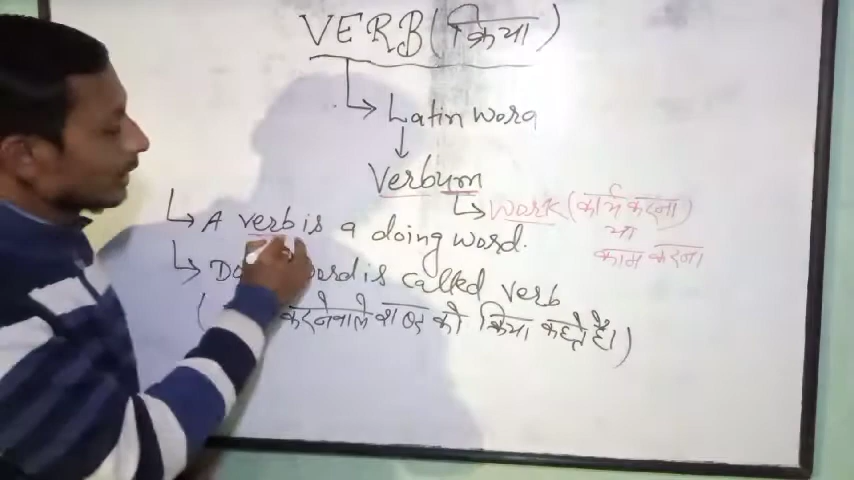 VERB (क्रिया)
Latin word
Verbum
work (कार्य करना)
या
काम करना
A verb is a doing word.
word is called verb
( करनेवाले शब्द को क्रिया कहते हैं।)